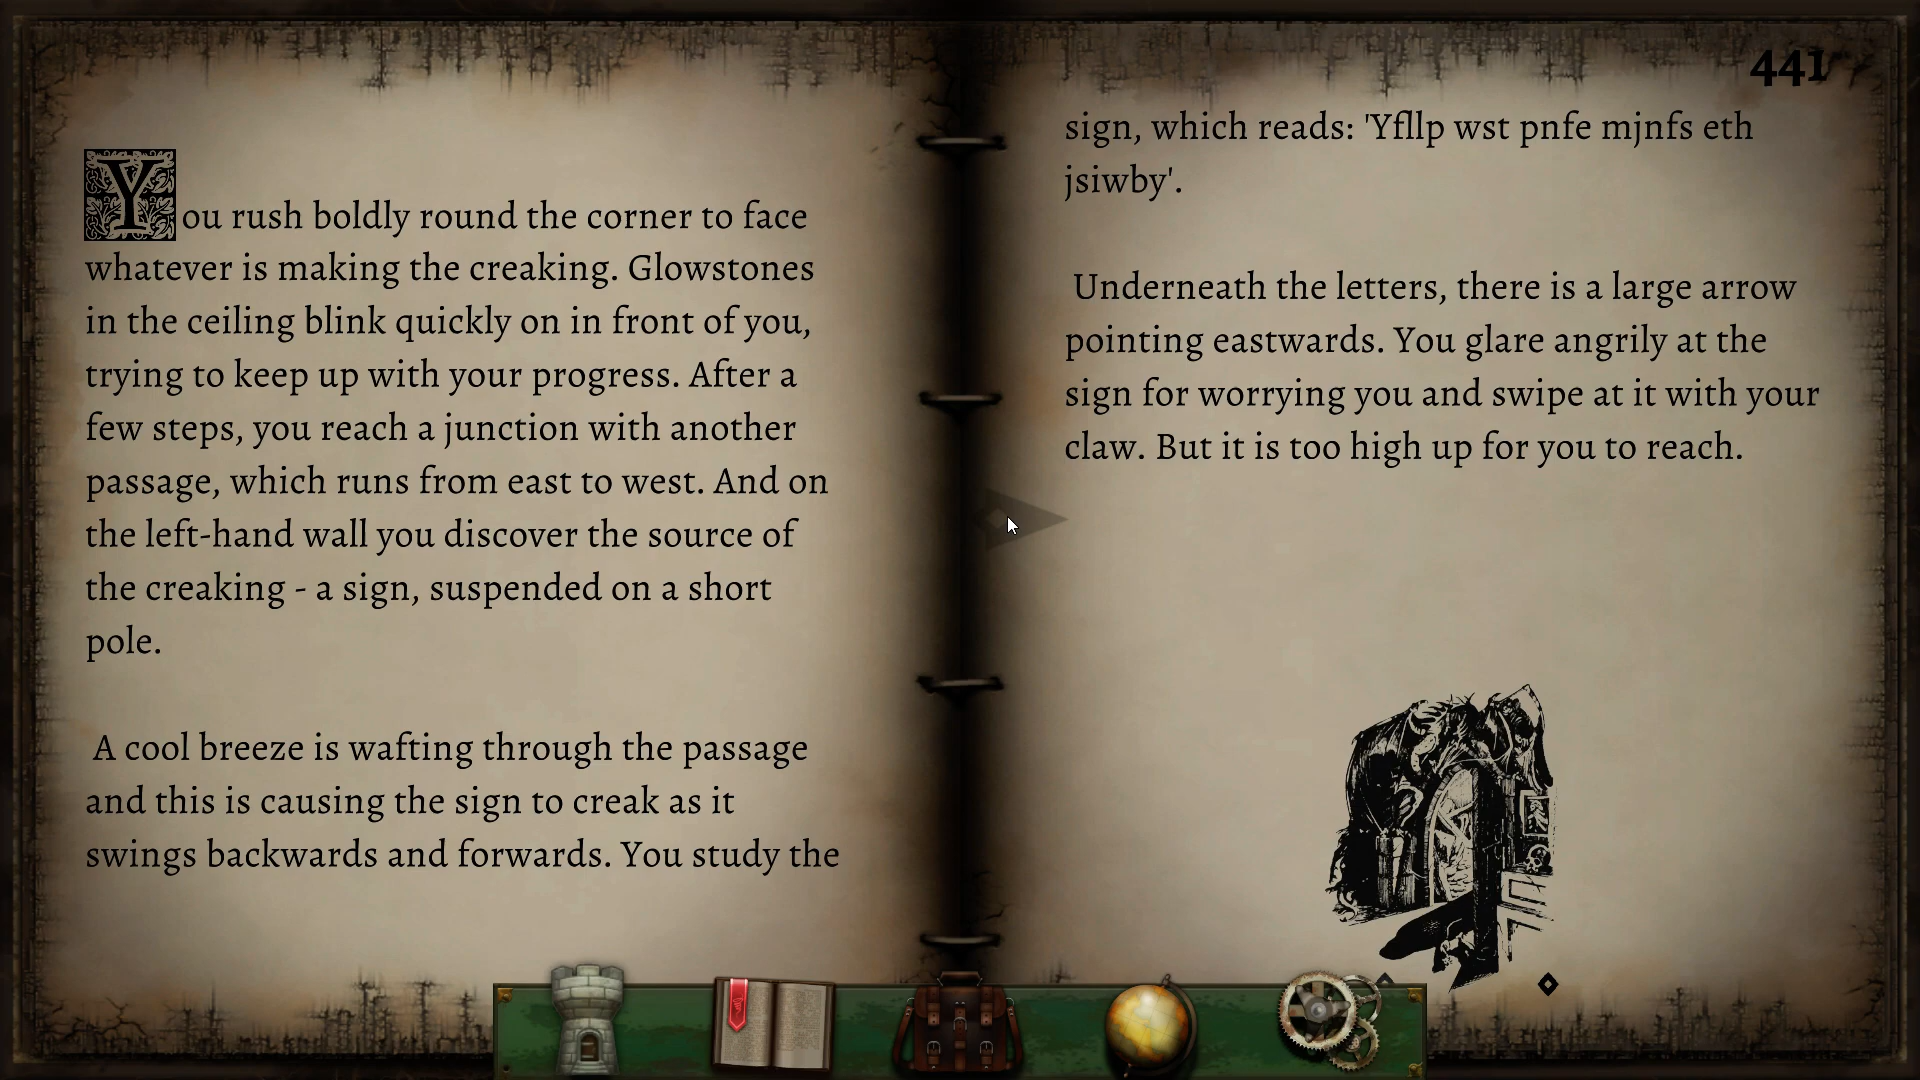 You rush boldly round the corner to face
whatever is making the creaking. Glowstones
in the ceiling blink quickly on in front of you,
trying to keep up with your progress. After a
few steps, you reach a junction with another
passage, which runs from east to west. And on
the left-hand wall you discover the source of
the creaking - a sign, suspended on a short
pole.
A cool breeze is wafting through the passage
and this is causing the sign to creak as it
swings backwards and forwards. You study the
441
sign, which reads: 'Yfllp wst pnfe mjnfs eth
jsiwby'.
Underneath the letters, there is a large arrow
pointing eastwards. You glare angrily at the
sign for worrying you and swipe at it with your
claw. But it is too high up for you to reach.